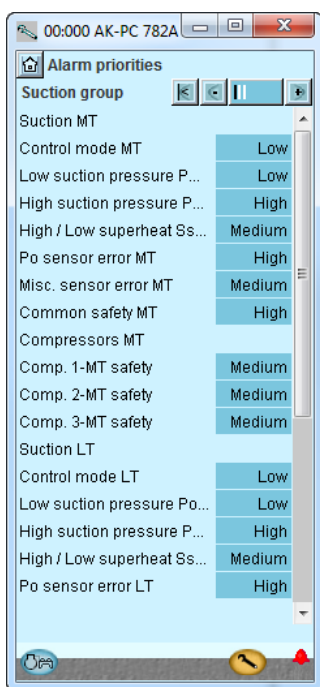 00:000 AK-PC 782A
Alarm priorities
Suction group
Suction MT
Control mode MT Low
Low suction pressure P... Low
High suction pressure P... High
High / Low superheat Ss... Medium
Po sensor error MT High
Misc. sensor error MT Medium
Common safety MT High
Compressors MT
Comp. 1-MT safety Medium
Comp. 2-MT safety Medium
Comp. 3-MT safety Medium
Suction LT
Control mode LT Low
Low suction pressure Po... Low
High suction pressure P... High
High / Low superheat Ss... Medium
Po sensor error LT High